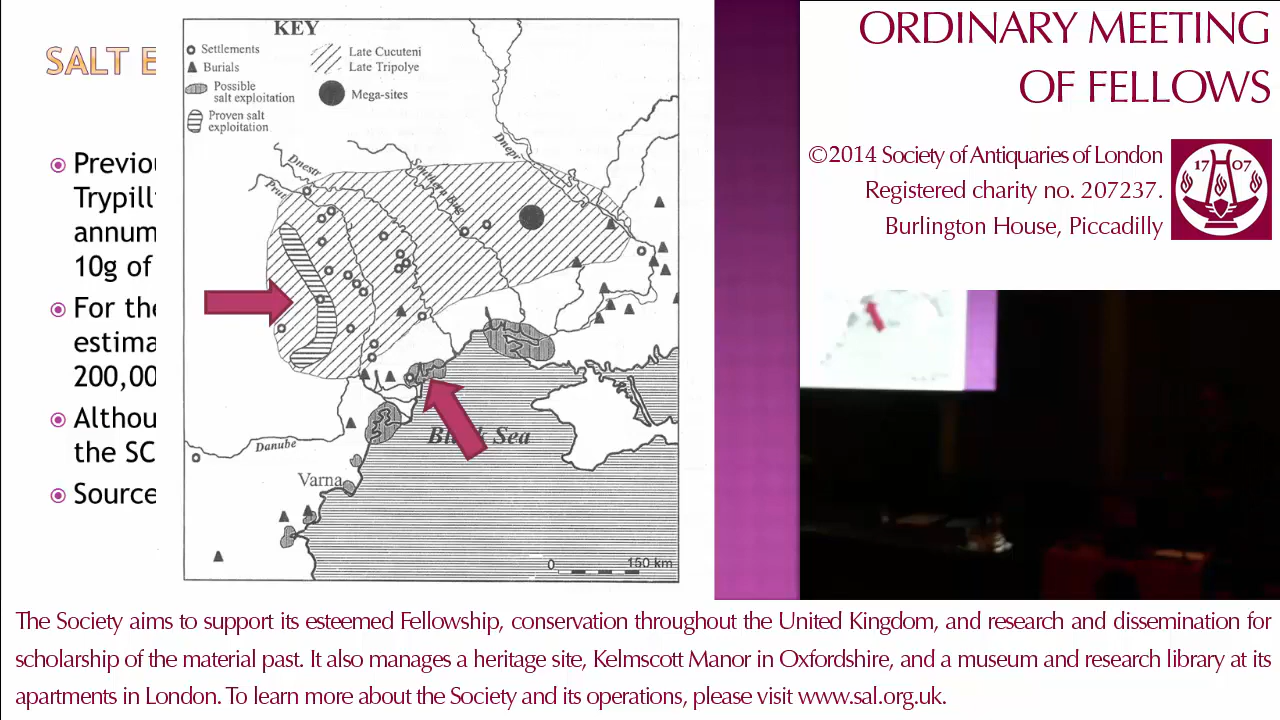 SALT E
Previou
Trypill
annum
10g of
For the
estima
200,00
Althou
the SC
Source
KEY
Settlements
Burials
Possible
salt exploitation
Proven salt
exploitation
Late Cucuteni
Late Tripolye
Mega-sites
Dnestr
Prut
Southern Bug
Dnepr
Danube
Varna
Black Sea
0 150 km
ORDINARY MEETING
OF FELLOWS
©2014 Society of Antiquaries of London
Registered charity no. 207237.
Burlington House, Piccadilly
17 07
The Society aims to support its esteemed Fellowship, conservation throughout the United Kingdom, and research and dissemination for
scholarship of the material past. It also manages a heritage site, Kelmscott Manor in Oxfordshire, and a museum and research library at its
apartments in London. To learn more about the Society and its operations, please visit www.sal.org.uk.